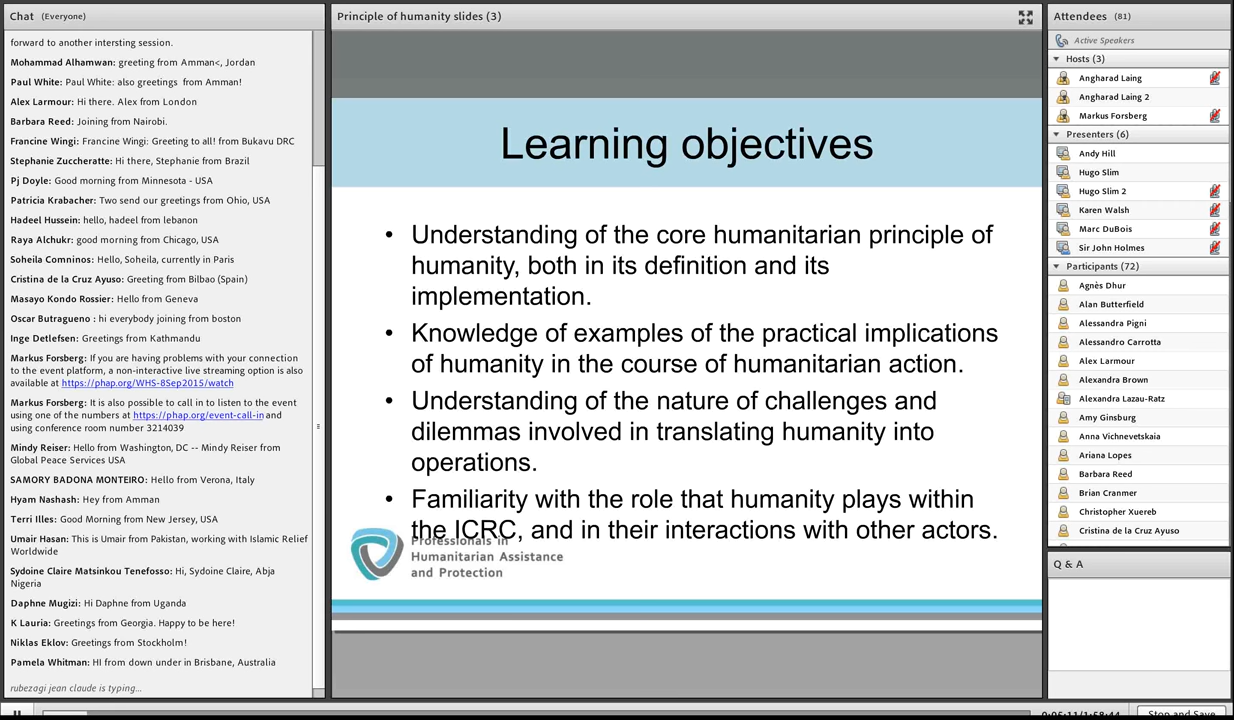 Chat (Everyone)
forward to another intersting session.
Mohammad Alhamwan: greeting from Amman<, Jordan
Paul White: Paul White: also greetings from Amman!
Alex Larmour: Hi there. Alex from London
Barbara Reed: Joining from Nairobi.
Francine Wingi: Francine Wingi: Greeting to all! from Bukavu DRC
Stephanie Zuccheratte: Hi there, Stephanie from Brazil
Pj Doyle: Good morning from Minnesota - USA
Patricia Krabacher: Two send our greetings from Ohio, USA
Hadeel Hussein: hello, hadeel from lebanon
Raya Alchukr: good morning from Chicago, USA
Soheila Comninos: Hello, Soheila, currently in Paris
Cristina de la Cruz Ayuso: Greeting from Bilbao (Spain)
Masayo Kondo Rossier: Hello from Geneva
Oscar Butragueno : hi everybody joining from boston
Inge Detlefsen: Greetings from Kathmandu
Markus Forsberg: If you are having problems with your connection
to the event platform, a non-interactive live streaming option is also
available at https://phap.org/WHS-8Sep2015/watch
Markus Forsberg: It is also possible to call in to listen to the event
using one of the numbers at https://phap.org/event-call-in and
using conference room number 3214039
Mindy Reiser: Hello from Washington, DC -- Mindy Reiser from
Global Peace Services USA
SAMORY BADONA MONTEIRO: Hello from Verona, Italy
Hyam Nashash: Hey from Amman
Terri Illes: Good Morning from New Jersey, USA
Umair Hasan: This is Umair from Pakistan, working with Islamic Relief
Worldwide
Sydoine Claire Matsinkou Tenefosso: Hi, Sydoine Claire, Abja
Nigeria
Daphne Mugizi: Hi Daphne from Uganda
K Lauria: Greetings from Georgia. Happy to be here!
Niklas Eklov: Greetings from Stockholm!
Pamela Whitman: HI from down under in Brisbane, Australia
rubezagi jean claude is typing...
Principle of humanity slides (3)
Learning objectives
• Understanding of the core humanitarian principle of
humanity, both in its definition and its
implementation.
• Knowledge of examples of the practical implications
of humanity in the course of humanitarian action.
• Understanding of the nature of challenges and
dilemmas involved in translating humanity into
operations.
• Familiarity with the role that humanity plays within
the ICRC, and in their interactions with other actors.
Professionals in
Humanitarian Assistance
and Protection
Attendees (81)
Active Speakers
Hosts (3)
Angharad Laing
Angharad Laing 2
Markus Forsberg
Presenters (6)
Andy Hill
Hugo Slim
Hugo Slim 2
Karen Walsh
Marc DuBois
Sir John Holmes
Participants (72)
Agnès Dhur
Alan Butterfield
Alessandra Pigni
Alessandro Carrotta
Alex Larmour
Alexandra Brown
Alexandra Lazau-Ratz
Amy Ginsburg
Anna Vichnevetskaia
Ariana Lopes
Barbara Reed
Brian Cranmer
Christopher Xuereb
Cristina de la Cruz Ayuso
Q & A
0:05:11/1:58:44
Stop and Save